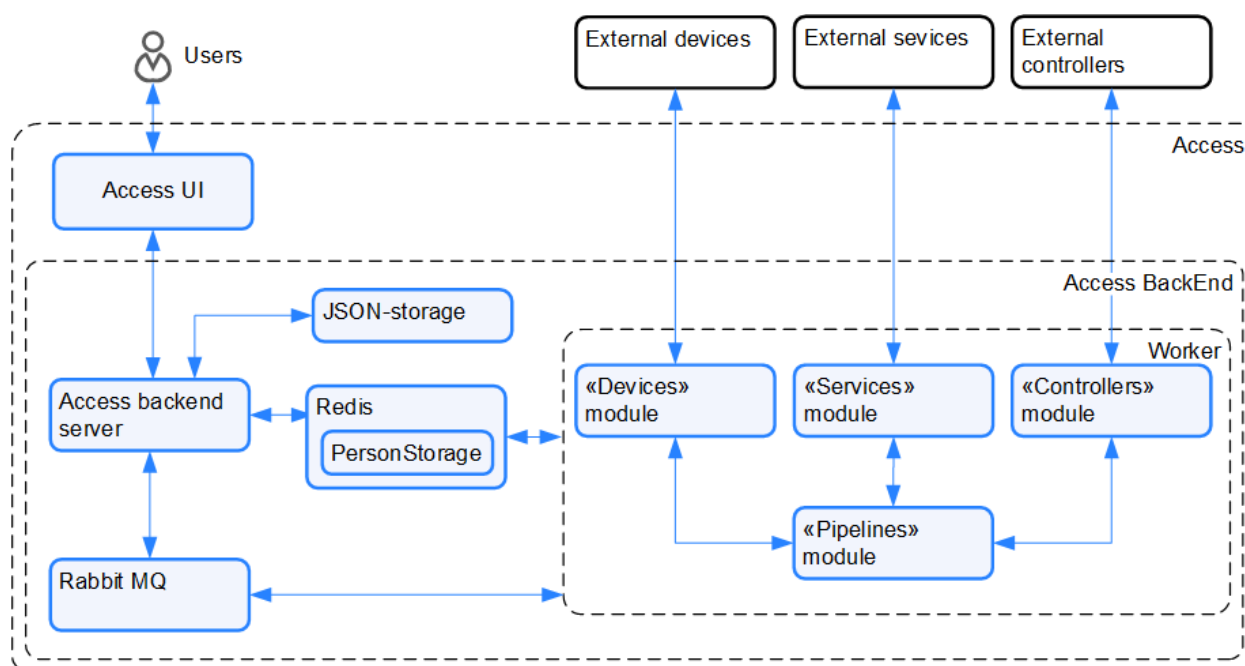 Users
External devices
External sevices
External
controllers
Access
Access UI
Access BackEnd
JSON-storage
Worker
Access backend
server
Redis
PersonStorage
«Devices»
module
«Services»
module
«Controllers»
module
«Pipelines»
module
Rabbit MQ